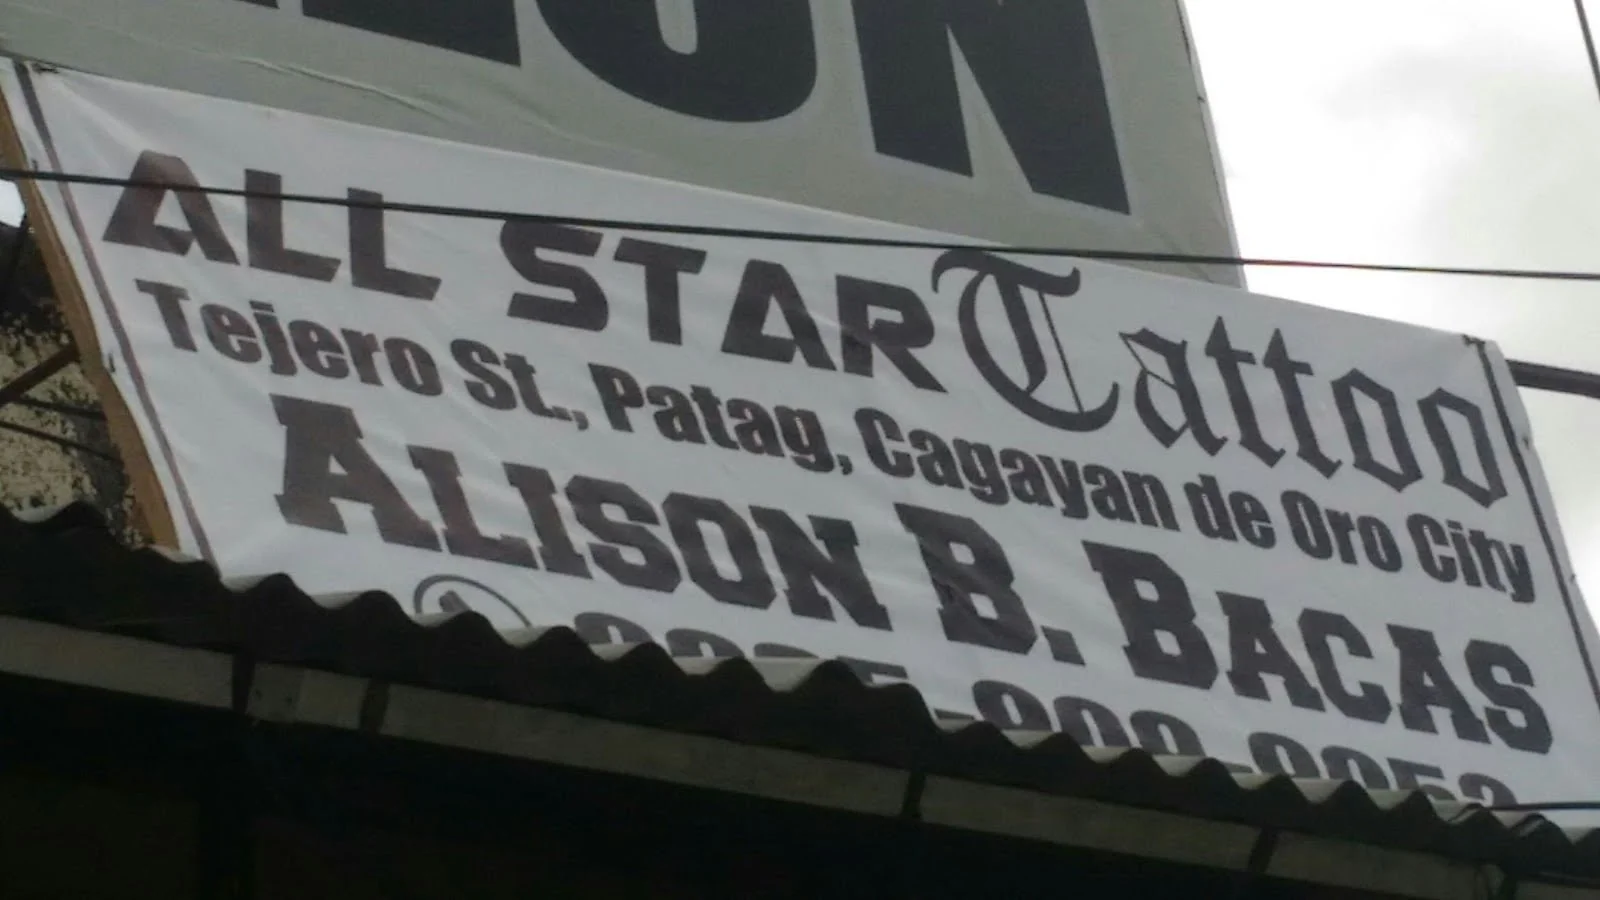 ALL STAR Tattoo
Tejero St., Patag, Cagayan de Oro City
ALISON B. BACAS